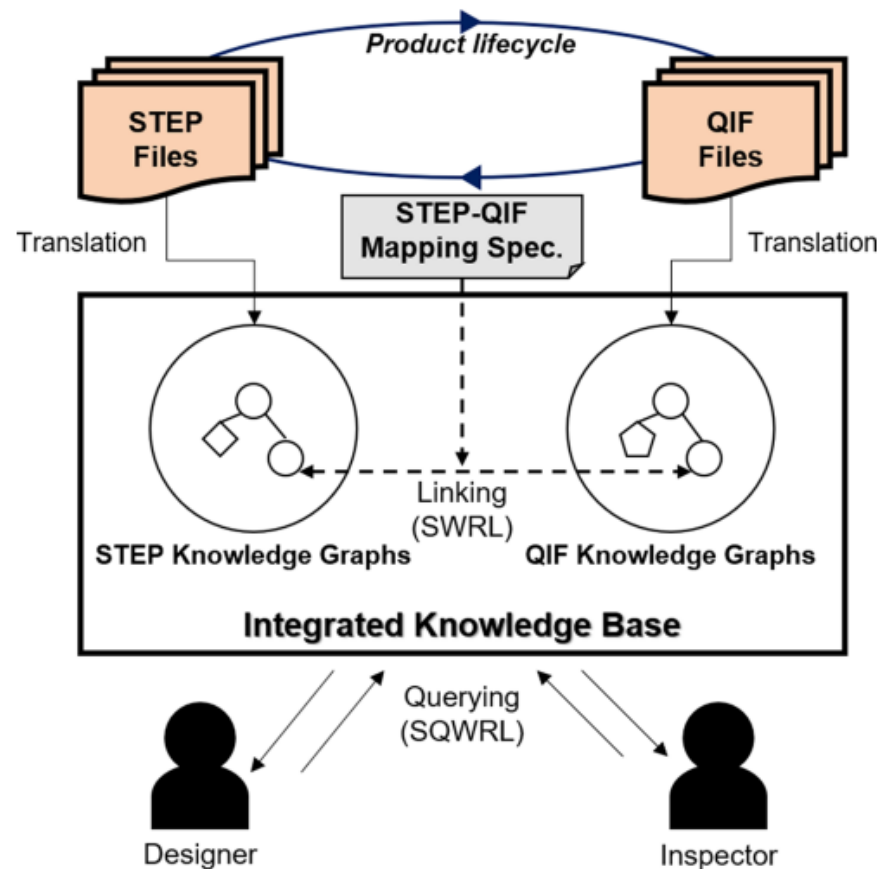 Product lifecycle
STEP
Files
QIF
Files
STEP-QIF
Mapping Spec.
Translation
Translation
Linking
(SWRL)
STEP Knowledge Graphs
QIF Knowledge Graphs
Integrated Knowledge Base
Querying
(SQWRL)
Designer
Inspector